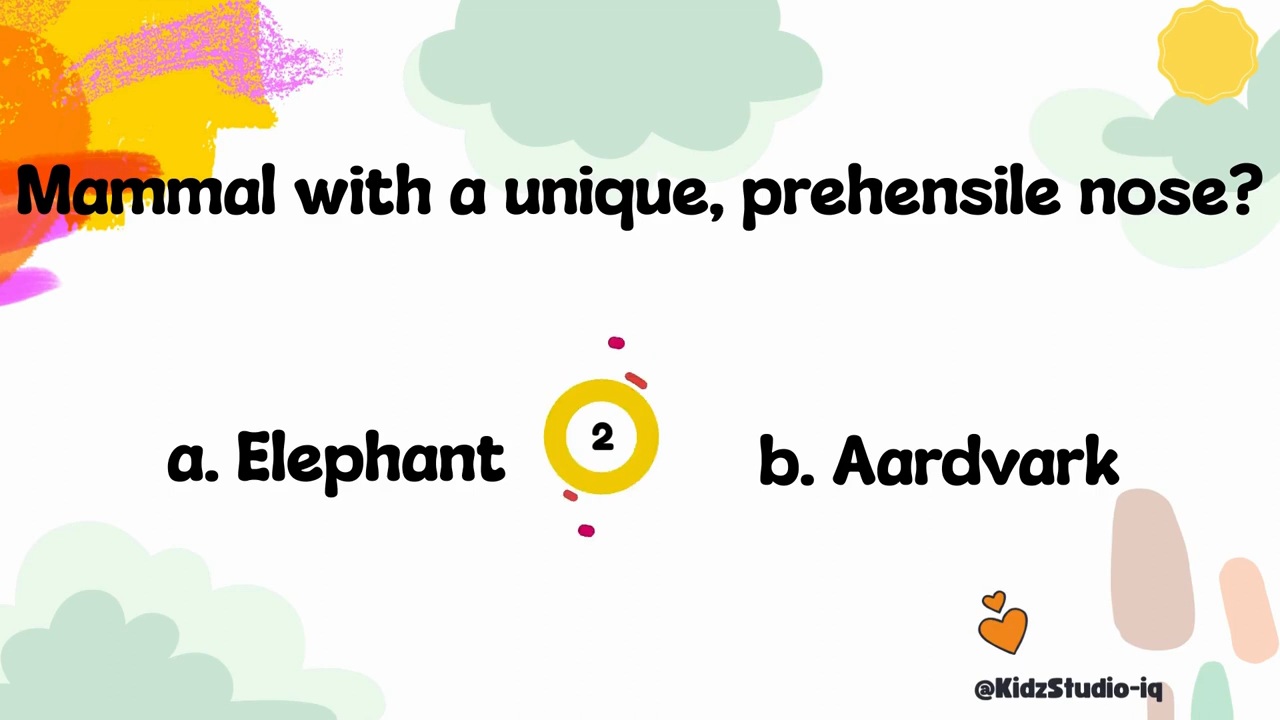 Mammal with a unique, prehensile nose?
a. Elephant
2
b. Aardvark
@KidzStudio-iq